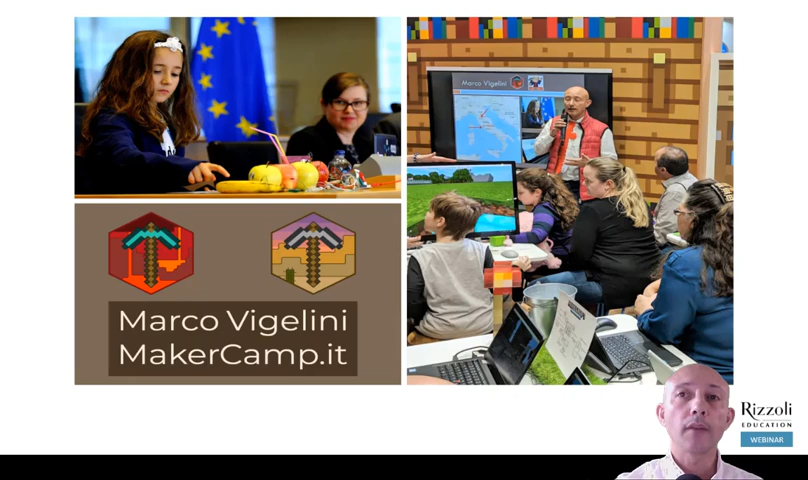 Marco Vigelini
Marco Vigelini
MakerCamp.it
Rizzoli
EDUCATION
WEBINAR